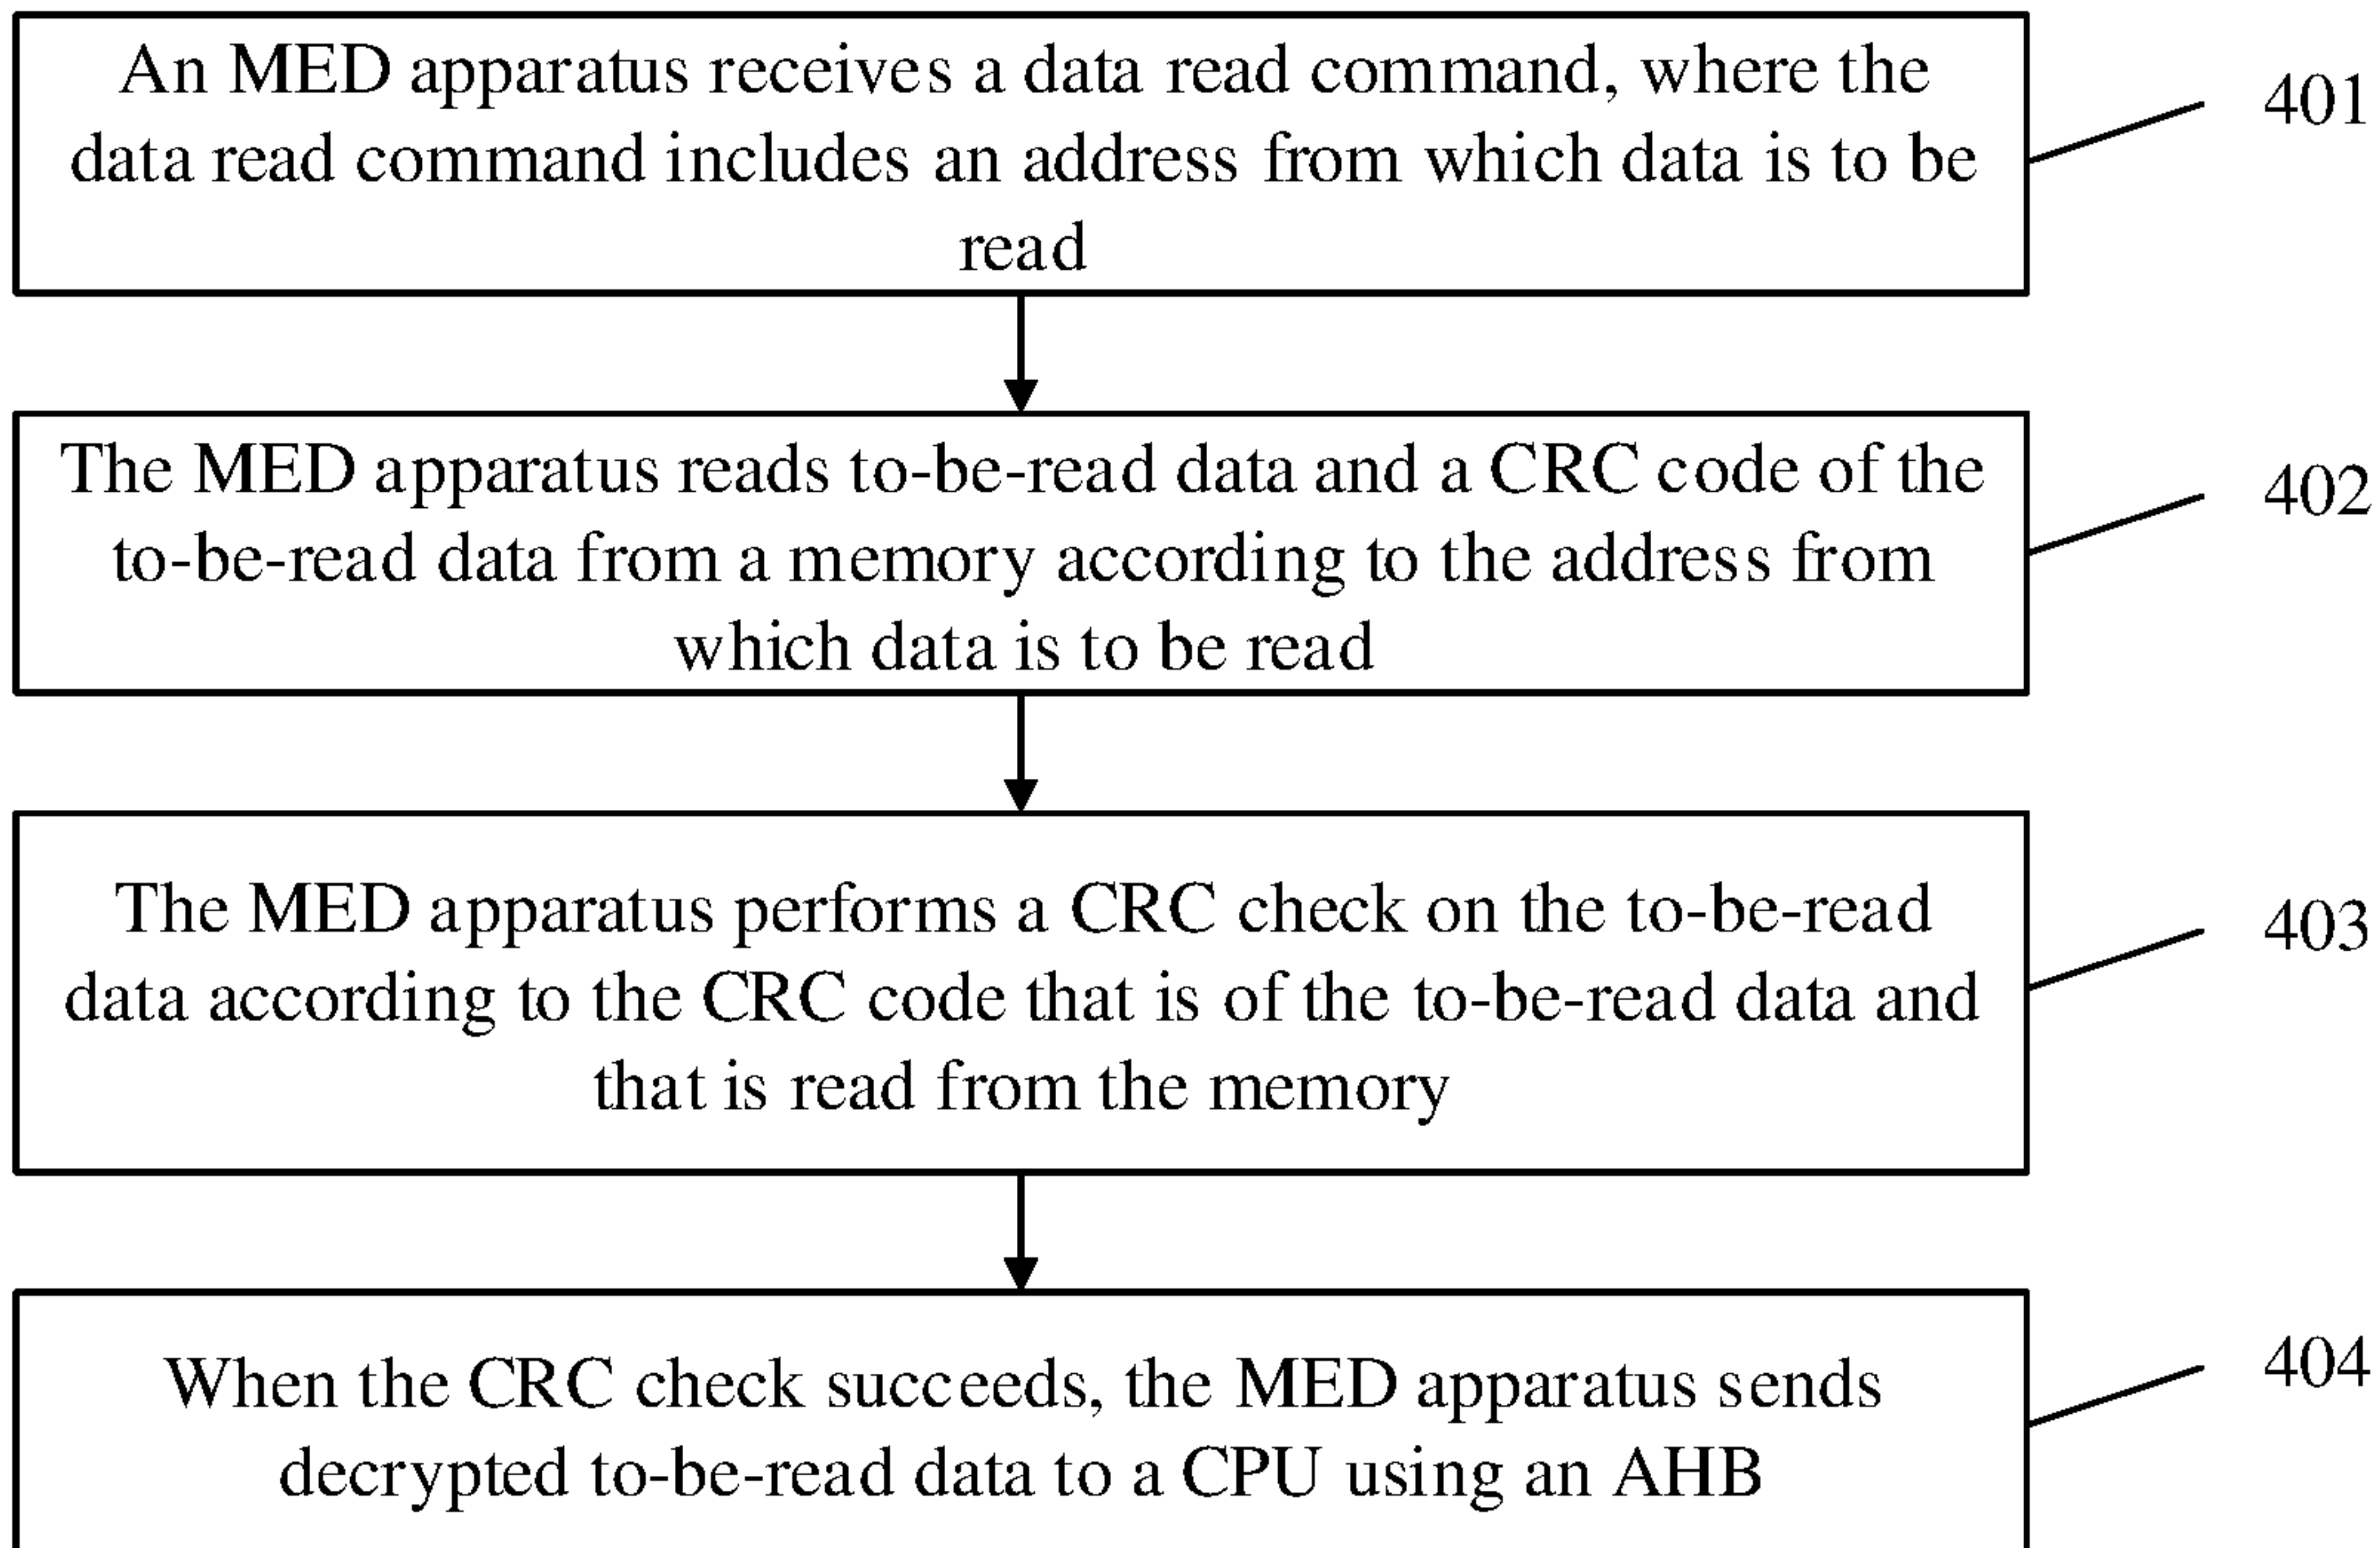 An MED apparatus receives a data read command, where the
data read command includes an address from which data is to be
read
401
The MED apparatus reads to-be-read data and a CRC code of the
to-be-read data from a memory according to the address from
which data is to be read
402
The MED apparatus performs a CRC check on the to-be-read
data according to the CRC code that is of the to-be-read data and
that is read from the memory
403
When the CRC check succeeds, the MED apparatus sends
decrypted to-be-read data to a CPU using an AHB
404